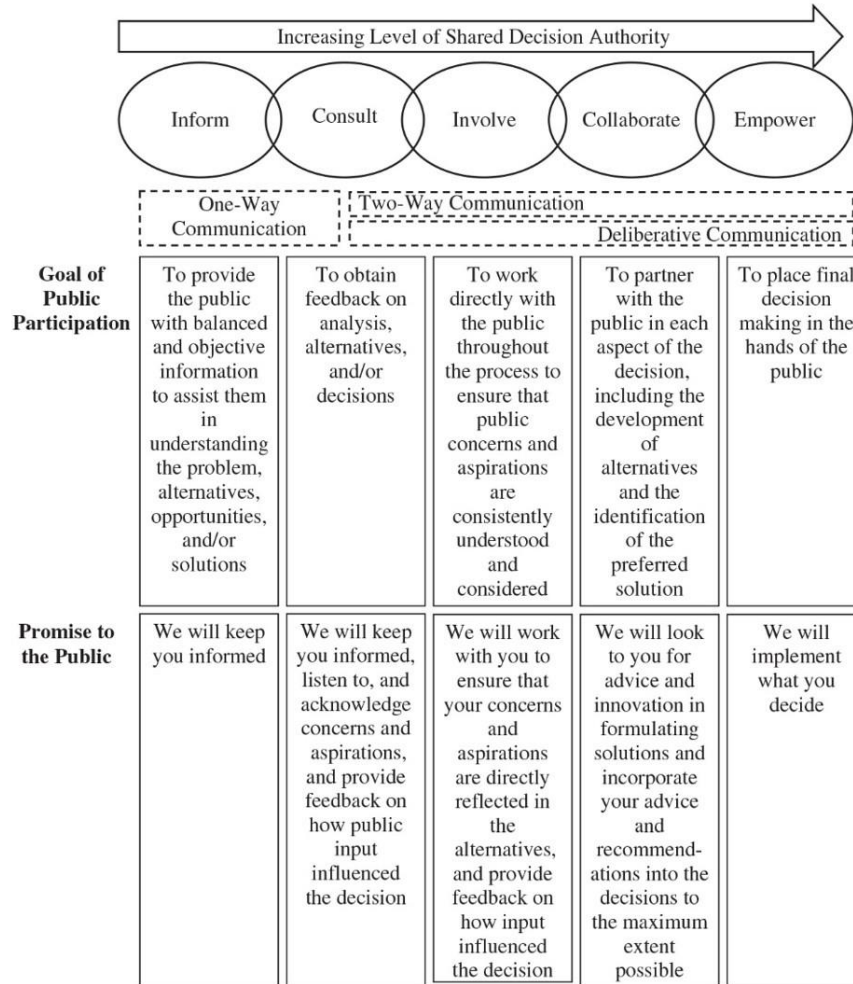 Increasing Level of Shared Decision Authority
Inform
Consult
Involve
Collaborate
Empower
One-Way
Communication
Two-Way Communication
Deliberative Communication
Goal of
Public
Participation
To provide
the public
with balanced
and objective
information
to assist them
in
understanding
the problem,
alternatives,
opportunities,
and/or
solutions
To obtain
feedback on
analysis,
alternatives,
and/or
decisions
To work
directly with
the public
throughout
the process to
ensure that
public
concerns and
aspirations
are
consistently
understood
and
considered
To partner
with the
public in each
aspect of the
decision,
including the
development
of
alternatives
and the
identification
of the
preferred
solution
To place final
decision
making in the
hands of the
public
Promise to
the Public
We will keep
you informed
We will keep
you informed,
listen to, and
acknowledge
concerns and
aspirations,
and provide
feedback on
how public
input
influenced
the decision
We will work
with you to
ensure that
your concerns
and
aspirations
are directly
reflected in
the
alternatives,
and provide
feedback on
how input
influenced
the decision
We will look
to you for
advice and
innovation in
formulating
solutions and
incorporate
your advice
and
recommend-
ations into the
decisions to
the maximum
extent
possible
We will
implement
what you
decide